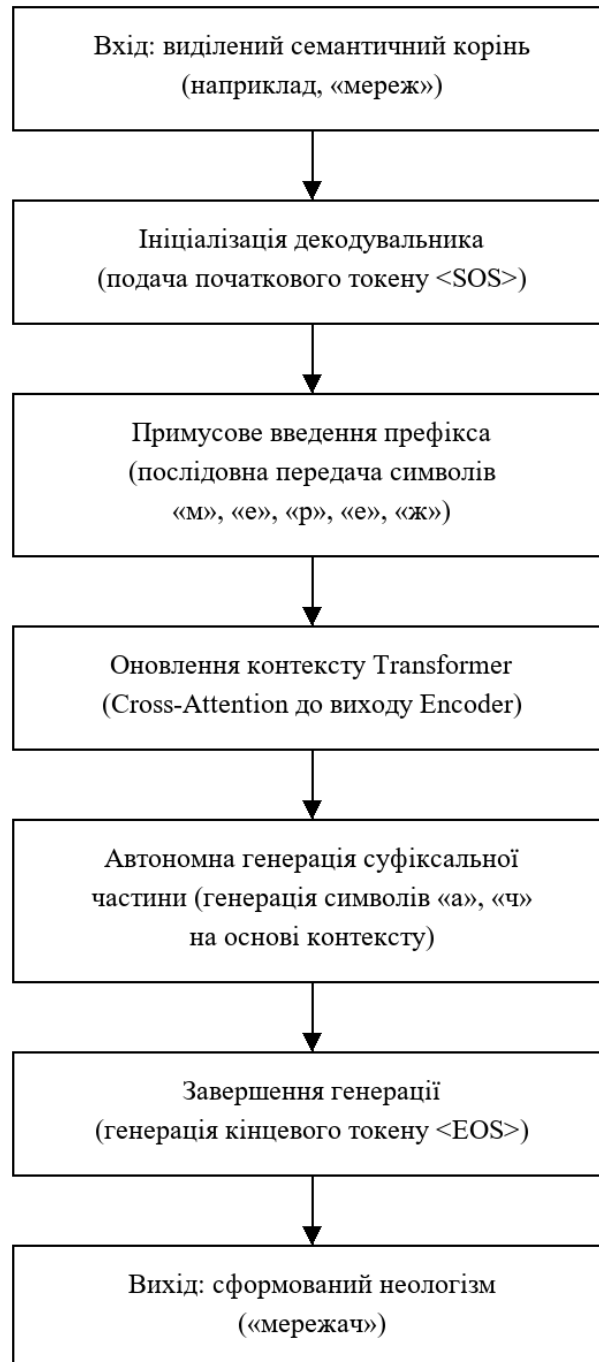 Вхід: виділений семантичний корінь
(наприклад, «мереж»)
Ініціалізація декодувальника
(подача початкового токену <SOS>)
Примусове введення префікса
(послідовна передача символів
«м», «е», «р», «е», «ж»)
Оновлення контексту Transformer
(Cross-Attention до виходу Encoder)
Автономна генерація суфіксальної
частини (генерація символів «а», «ч»
на основі контексту)
Завершення генерації
(генерація кінцевого токену <EOS>)
Вихід: сформований неологізм
(«мережач»)